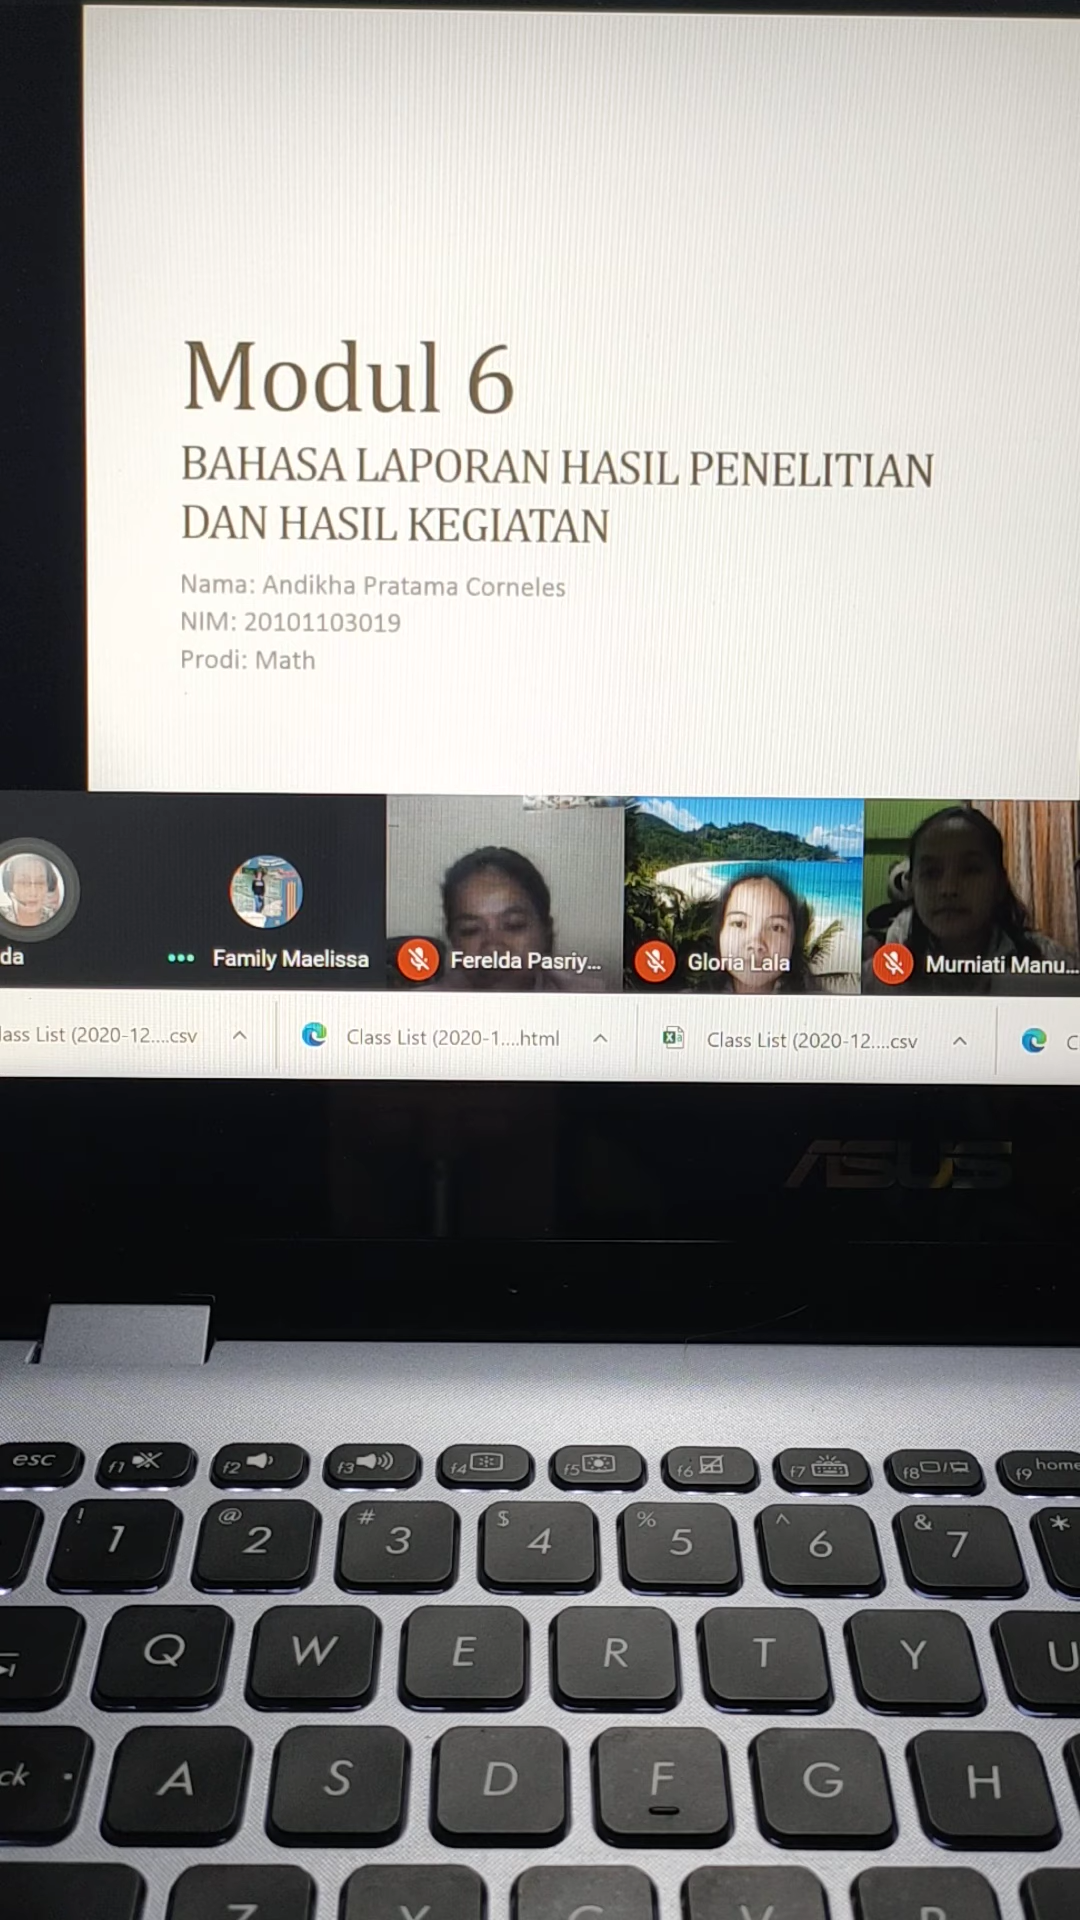 Modul 6
BAHASA LAPORAN HASIL PENELITIAN
DAN HASIL KEGIATAN
Nama: Andikha Pratama Corneles
NIM: 20101103019
Prodi: Math
da
Family Maelissa
Ferelda Pasriy...
Gloria Lala
Murniati Manu...
lass List (2020-12....csv
Class List (2020-1....html
Class List (2020-12....csv
C
ASUS
esc f1 f2 f3 f4 f5 f6 f7 f8 f9 home
! 1 @ 2 # 3 $ 4 % 5 ^ 6 & 7 *
Q W E R T Y U
ck A S D F G H